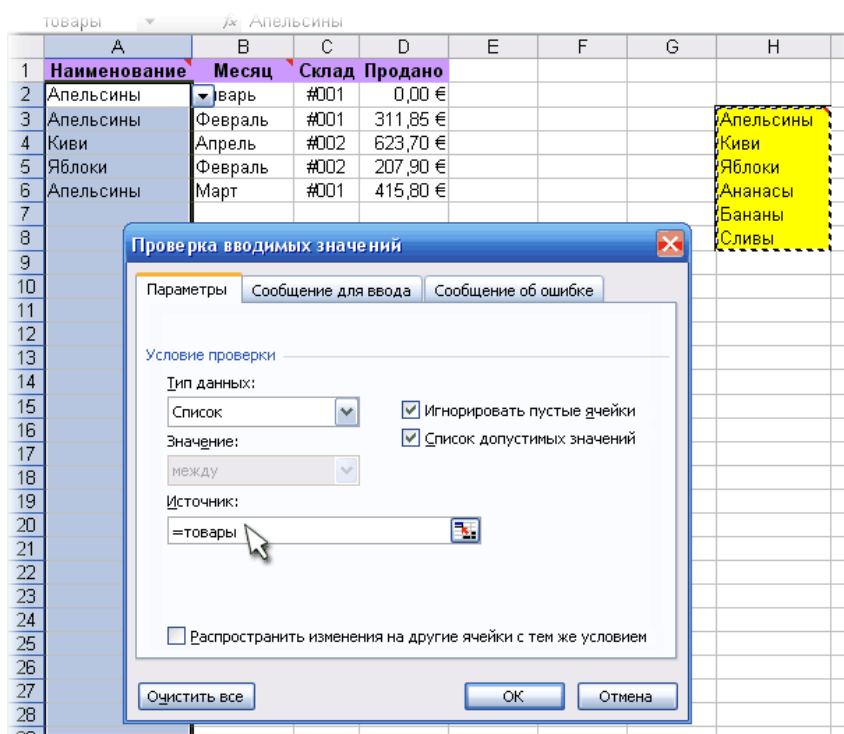 товары fx Апельсины
A B C D E F G H
1 Наименование Месяц Склад Продано
2 Апельсины варь #001 0,00 €
3 Апельсины Февраль #001 311,85 € Апельсины
4 Киви Апрель #002 623,70 € Киви
5 Яблоки Февраль #002 207,90 € Яблоки
6 Апельсины Март #001 415,80 € Ананасы
7 Бананы
8 Сливы
Проверка вводимых значений
9
10 Параметры Сообщение для ввода Сообщение об ошибке
11
12
13 Условие проверки
14 Тип данных:
15 Список Игнорировать пустые ячейки
16 Значение: Список допустимых значений
17
18 между
19 Источник:
20 =товары
21
22
23
24 Распространить изменения на другие ячейки с тем же условием
25
26
27 Очистить все ОК Отмена
28